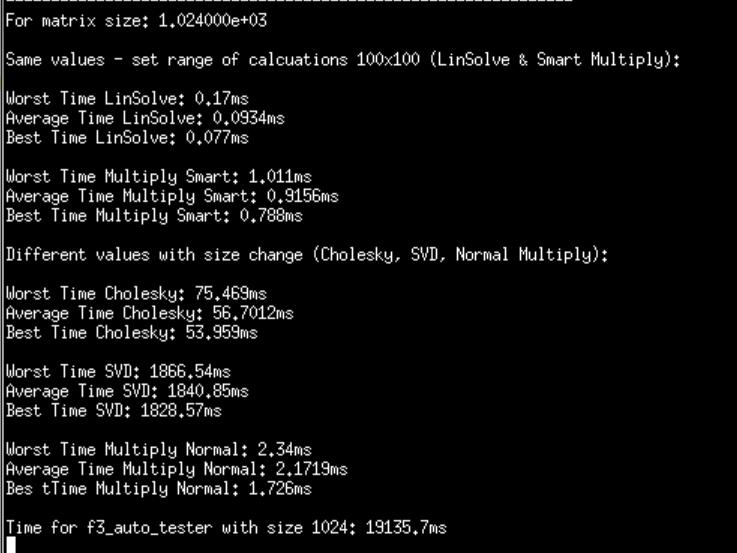 For matrix size: 1.024000e+03
Same values - set range of calcuations 100x100 (LinSolve & Smart Multiply):
Worst Time LinSolve: 0.17ms
Average Time LinSolve: 0.0934ms
Best Time LinSolve: 0.077ms
Worst Time Multiply Smart: 1.011ms
Average Time Multiply Smart: 0.9156ms
Best Time Multiply Smart: 0.788ms
Different values with size change (Cholesky, SVD, Normal Multiply):
Worst Time Cholesky: 75.469ms
Average Time Cholesky: 56.7012ms
Best Time Cholesky: 53.959ms
Worst Time SVD: 1866.54ms
Average Time SVD: 1840.85ms
Best Time SVD: 1828.57ms
Worst Time Multiply Normal: 2.34ms
Average Time Multiply Normal: 2.1719ms
Bes tTime Multiply Normal: 1.726ms
Time for f3_auto_tester with size 1024: 19135.7ms